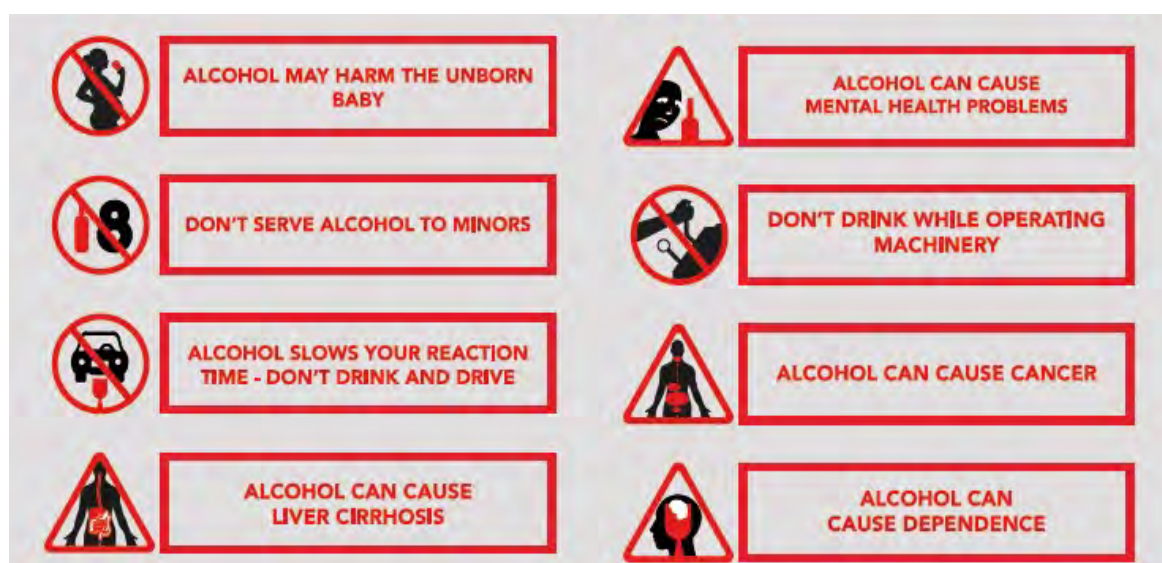 ALCOHOL MAY HARM THE UNBORN
BABY
18
DON'T SERVE ALCOHOL TO MINORS
ALCOHOL SLOWS YOUR REACTION
TIME - DON'T DRINK AND DRIVE
ALCOHOL CAN CAUSE
LIVER CIRRHOSIS
ALCOHOL CAN CAUSE
MENTAL HEALTH PROBLEMS
DON'T DRINK WHILE OPERATING
MACHINERY
ALCOHOL CAN CAUSE CANCER
ALCOHOL CAN
CAUSE DEPENDENCE